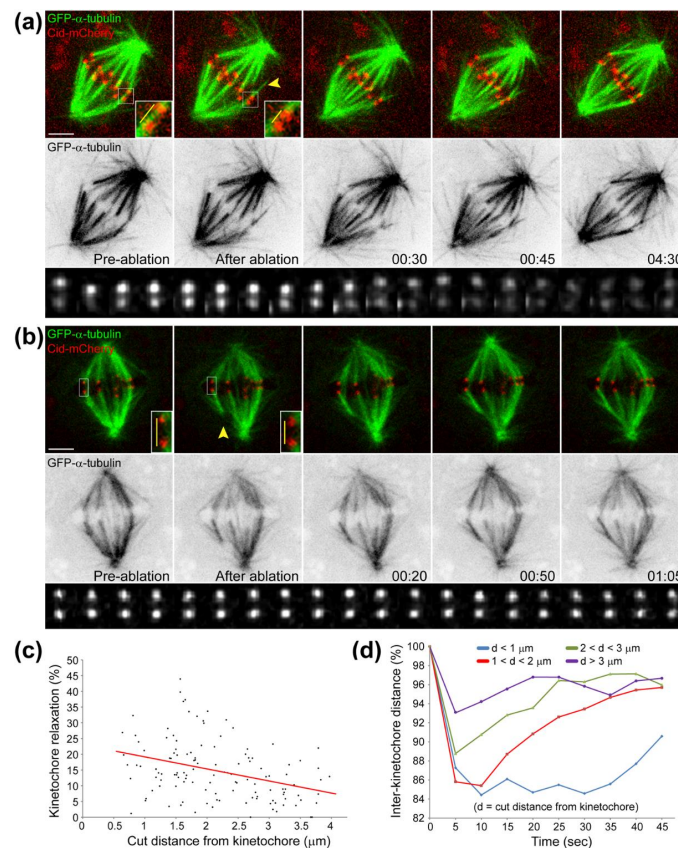 (a)
GFP-α-tubulin
Cid-mCherry
GFP-α-tubulin
Pre-ablation
After ablation
00:30
00:45
04:30
(b)
GFP-α-tubulin
Cid-mCherry
GFP-α-tubulin
Pre-ablation
After ablation
00:20
00:50
01:05
(c)
Kinetochore relaxation (%)
50
45
40
35
30
25
20
15
10
5
0
0 0.5 1 1.5 2 2.5 3 3.5 4
Cut distance from kinetochore (μm)
(d)
Inter-kinetochore distance (%)
100
98
96
94
92
90
88
86
84
82
d < 1 μm
2 < d < 3 μm
1 < d < 2 μm
d > 3 μm
(d = cut distance from kinetochore)
0 5 10 15 20 25 30 35 40 45
Time (sec)